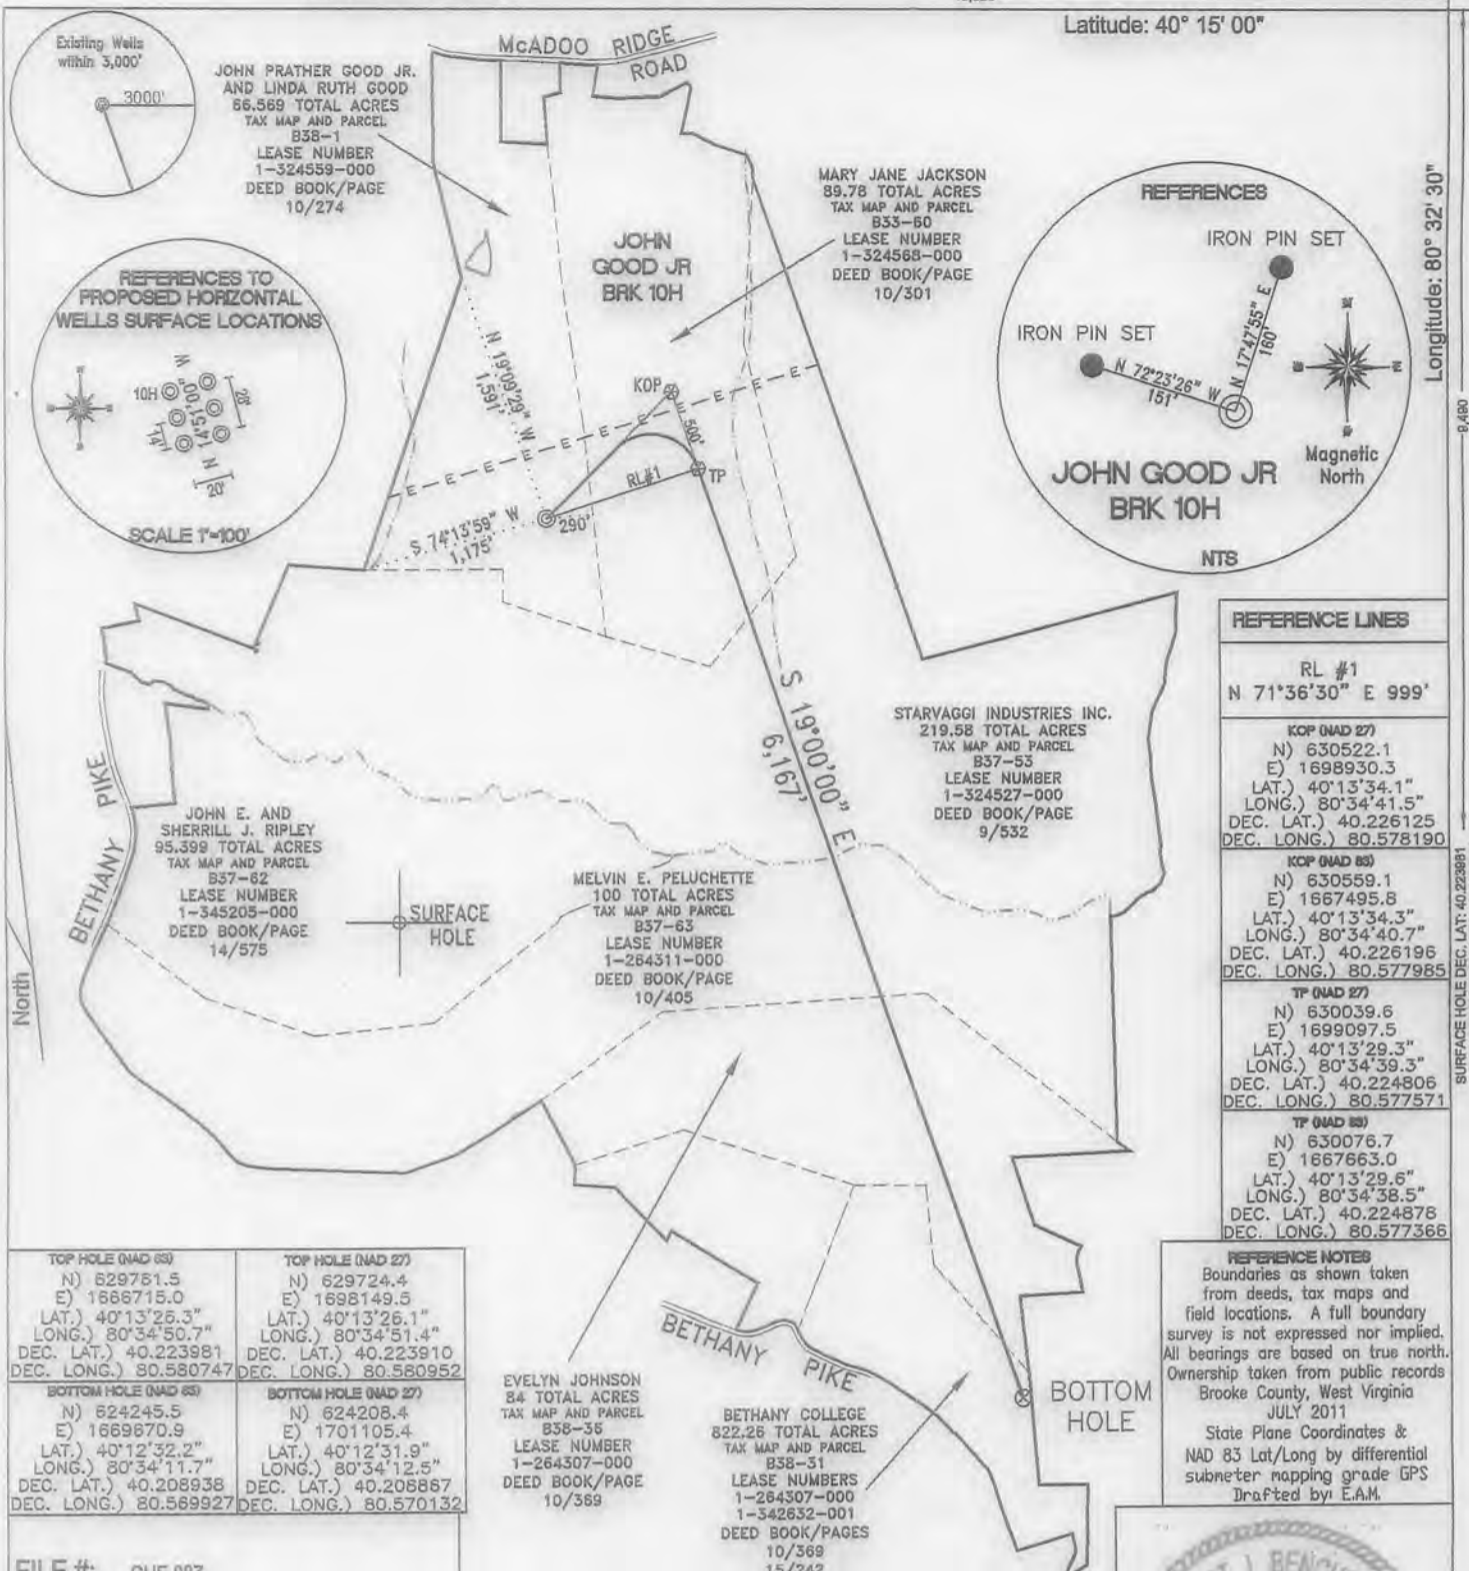 Latitude: 40° 15' 00"
Longitude: 80° 32' 30"
Existing Wells
within 3,000'
3000'
McADOO RIDGE
ROAD
JOHN PRATHER GOOD JR.
AND LINDA RUTH GOOD
66.569 TOTAL ACRES
TAX MAP AND PARCEL
B38-1
LEASE NUMBER
1-324559-000
DEED BOOK/PAGE
10/274
JOHN
GOOD JR
BRK 10H
MARY JANE JACKSON
89.78 TOTAL ACRES
TAX MAP AND PARCEL
B33-60
LEASE NUMBER
1-324568-000
DEED BOOK/PAGE
10/301
REFERENCES
IRON PIN SET
IRON PIN SET
N 17°47'55" E
160'
N 72°23'26" W
151'
Magnetic
North
JOHN GOOD JR
BRK 10H
NTS
REFERENCES TO
PROPOSED HORIZONTAL
WELLS SURFACE LOCATIONS
10H
W
14°51'00"
N
28'
14'
20'
SCALE 1"=100'
N 19°09'29" W
1,591'
KOP
E E E E E E E E E E
500'
RL#1
TP
290'
S 74°13'59" W
1,175'
S 19°00'00" E
6,167'
9,490
SURFACE HOLE DEC. LAT: 40.223981
REFERENCE LINES
RL #1
N 71°36'30" E 999'
KOP (NAD 27)
N) 630522.1
E) 1698930.3
LAT.) 40°13'34.1"
LONG.) 80°34'41.5"
DEC. LAT.) 40.226125
DEC. LONG.) 80.578190
KOP (NAD 83)
N) 630559.1
E) 1667495.8
LAT.) 40°13'34.3"
LONG.) 80°34'40.7"
DEC. LAT.) 40.226196
DEC. LONG.) 80.577985
TP (NAD 27)
N) 630039.6
E) 1699097.5
LAT.) 40°13'29.3"
LONG.) 80°34'39.3"
DEC. LAT.) 40.224806
DEC. LONG.) 80.577571
TP (NAD 83)
N) 630076.7
E) 1667663.0
LAT.) 40°13'29.6"
LONG.) 80°34'38.5"
DEC. LAT.) 40.224878
DEC. LONG.) 80.577366
STARVAGGI INDUSTRIES INC.
219.58 TOTAL ACRES
TAX MAP AND PARCEL
B37-53
LEASE NUMBER
1-324527-000
DEED BOOK/PAGE
9/532
BETHANY PIKE
North
JOHN E. AND
SHERRILL J. RIPLEY
95.399 TOTAL ACRES
TAX MAP AND PARCEL
B37-62
LEASE NUMBER
1-345205-000
DEED BOOK/PAGE
14/575
SURFACE
HOLE
MELVIN E. PELUCHETTE
100 TOTAL ACRES
TAX MAP AND PARCEL
B37-63
LEASE NUMBER
1-264311-000
DEED BOOK/PAGE
10/405
TOP HOLE (NAD 83)
N) 629761.5
E) 1666715.0
LAT.) 40°13'26.3"
LONG.) 80°34'50.7"
DEC. LAT.) 40.223981
DEC. LONG.) 80.580747
TOP HOLE (NAD 27)
N) 629724.4
E) 1698149.5
LAT.) 40°13'26.1"
LONG.) 80°34'51.4"
DEC. LAT.) 40.223910
DEC. LONG.) 80.580952
BOTTOM HOLE (NAD 83)
N) 624245.5
E) 1669670.9
LAT.) 40°12'32.2"
LONG.) 80°34'11.7"
DEC. LAT.) 40.208938
DEC. LONG.) 80.569927
BOTTOM HOLE (NAD 27)
N) 624208.4
E) 1701105.4
LAT.) 40°12'31.9"
LONG.) 80°34'12.5"
DEC. LAT.) 40.208867
DEC. LONG.) 80.570132
EVELYN JOHNSON
84 TOTAL ACRES
TAX MAP AND PARCEL
B38-35
LEASE NUMBER
1-264307-000
DEED BOOK/PAGE
10/369
BETHANY PIKE
BETHANY COLLEGE
822.26 TOTAL ACRES
TAX MAP AND PARCEL
B38-31
LEASE NUMBERS
1-264307-000
1-342632-001
DEED BOOK/PAGES
10/369
15/242
BOTTOM
HOLE
REFERENCE NOTES
Boundaries as shown taken
from deeds, tax maps and
field locations. A full boundary
survey is not expressed nor implied.
All bearings are based on true north.
Ownership taken from public records
Brooke County, West Virginia
JULY 2011
State Plane Coordinates &
NAD 83 Lat/Long by differential
submeter mapping grade GPS
Drafted by: E.A.M.
FILE #: